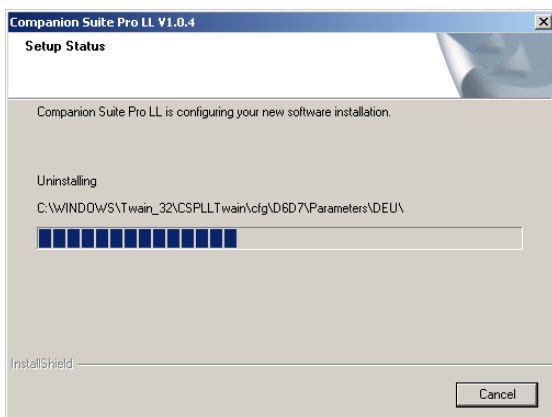 Companion Suite Pro LL V1.0.4
Setup Status
Companion Suite Pro LL is configuring your new software installation.
Uninstalling
C:\WINDOWS\Twain_32\CSPLLTwain\cfg\D6D7\Parameters\DEU\
InstallShield
Cancel